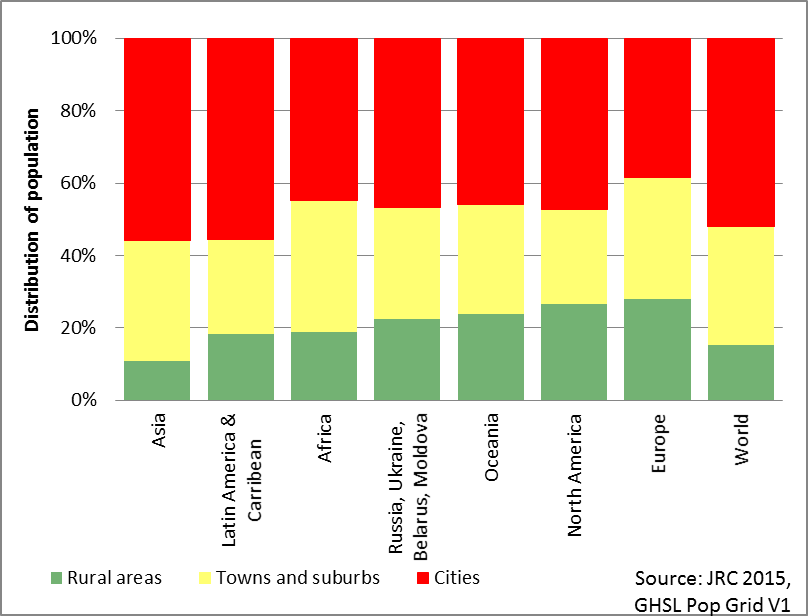 100%
80%
60%
40%
20%
0%
Distribution of population
Asia
Latin America &
Carribean
Africa
Russia, Ukraine,
Belarus, Moldova
Oceania
North America
Europe
World
Rural areas
Towns and suburbs
Cities
Source: JRC 2015,
GHSL Pop Grid V1